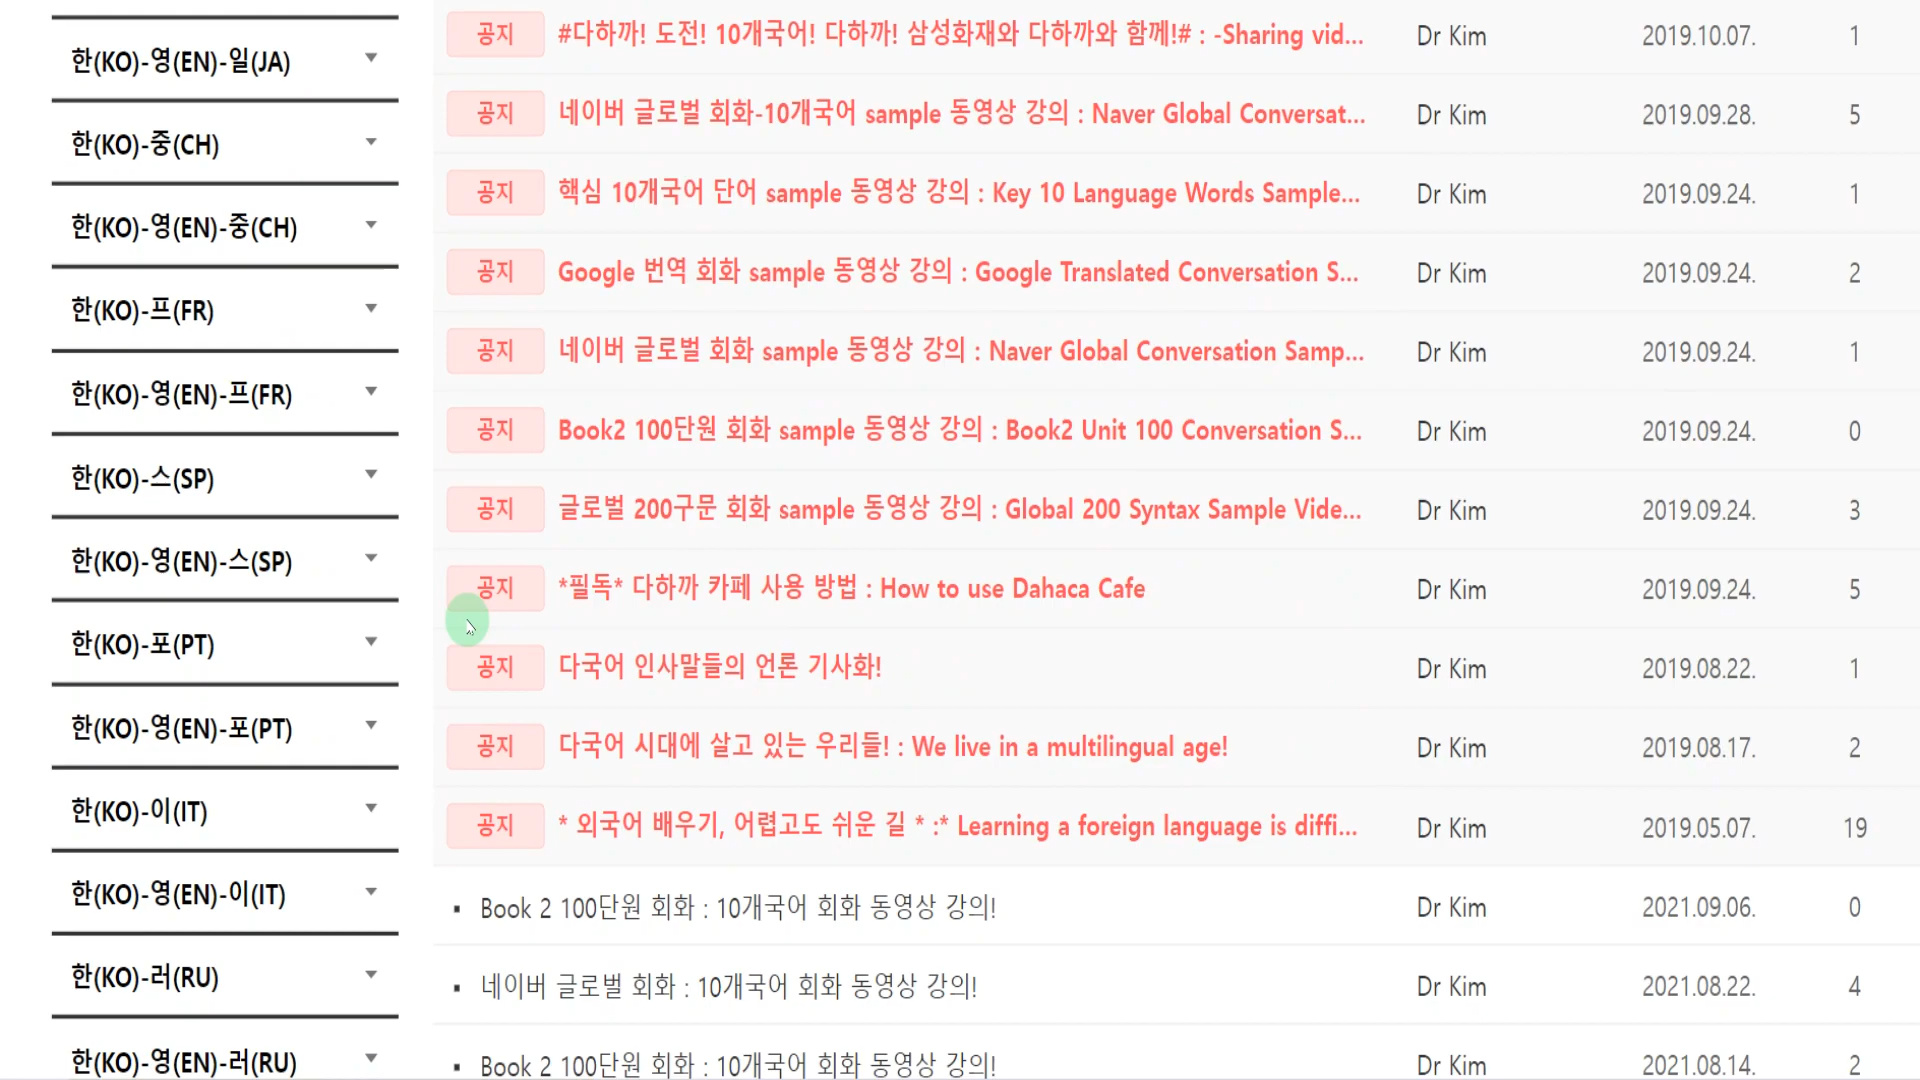 한(KO)-영(EN)-일(JA)
한(KO)-중(CH)
한(KO)-영(EN)-중(CH)
한(KO)-프(FR)
한(KO)-영(EN)-프(FR)
한(KO)-스(SP)
한(KO)-영(EN)-스(SP)
한(KO)-포(PT)
한(KO)-영(EN)-포(PT)
한(KO)-이(IT)
한(KO)-영(EN)-이(IT)
한(KO)-러(RU)
한(KO)-영(EN)-러(RU)
공지 #다하까! 도전! 10개국어! 다하까! 삼성화재와 다하까와 함께!# : -Sharing vid... Dr Kim 2019.10.07. 1
공지 네이버 글로벌 회화-10개국어 sample 동영상 강의 : Naver Global Conversat... Dr Kim 2019.09.28. 5
공지 핵심 10개국어 단어 sample 동영상 강의 : Key 10 Language Words Sample... Dr Kim 2019.09.24. 1
공지 Google 번역 회화 sample 동영상 강의 : Google Translated Conversation S... Dr Kim 2019.09.24. 2
공지 네이버 글로벌 회화 sample 동영상 강의 : Naver Global Conversation Samp... Dr Kim 2019.09.24. 1
공지 Book2 100단원 회화 sample 동영상 강의 : Book2 Unit 100 Conversation S... Dr Kim 2019.09.24. 0
공지 글로벌 200구문 회화 sample 동영상 강의 : Global 200 Syntax Sample Vide... Dr Kim 2019.09.24. 3
공지 *필독* 다하까 카페 사용 방법 : How to use Dahaca Cafe Dr Kim 2019.09.24. 5
공지 다국어 인사말들의 언론 기사화! Dr Kim 2019.08.22. 1
공지 다국어 시대에 살고 있는 우리들! : We live in a multilingual age! Dr Kim 2019.08.17. 2
공지 * 외국어 배우기, 어렵고도 쉬운 길 * :* Learning a foreign language is diffi... Dr Kim 2019.05.07. 19
▪ Book 2 100단원 회화 : 10개국어 회화 동영상 강의! Dr Kim 2021.09.06. 0
▪ 네이버 글로벌 회화 : 10개국어 회화 동영상 강의! Dr Kim 2021.08.22. 4
▪ Book 2 100단원 회화 : 10개국어 회화 동영상 강의! Dr Kim 2021.08.14. 2